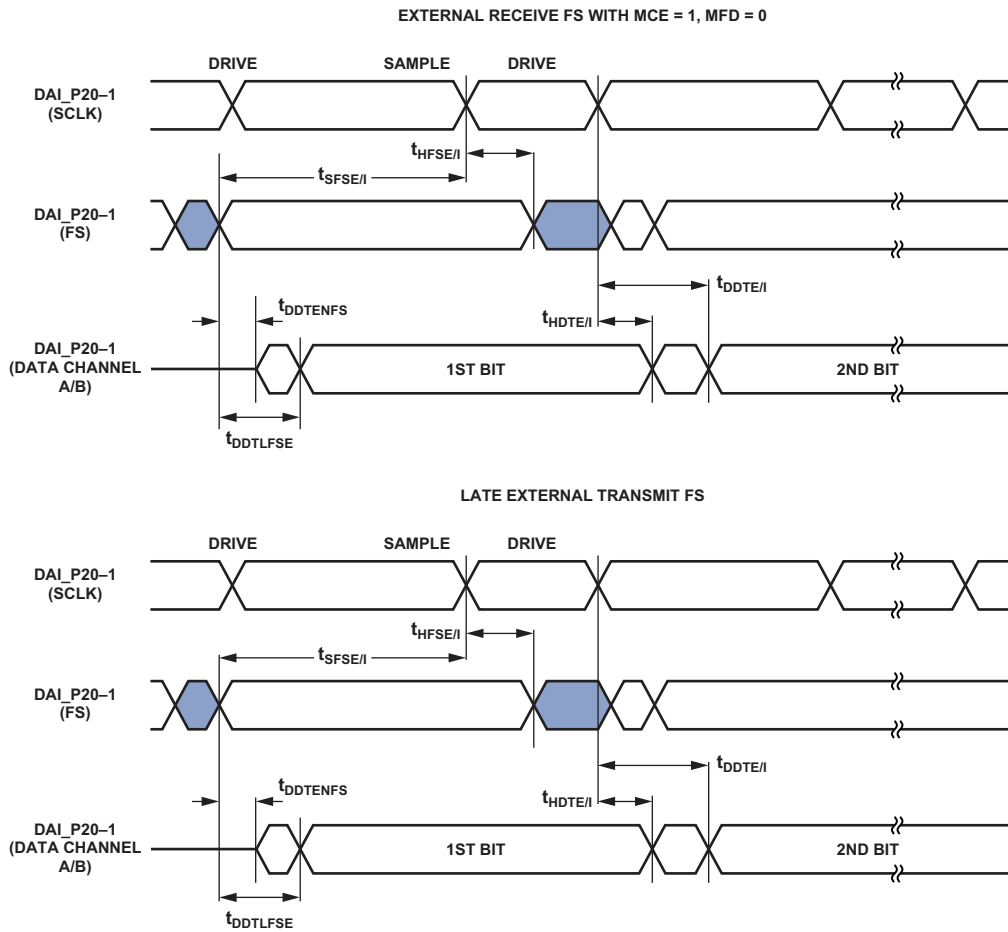 EXTERNAL RECEIVE FS WITH MCE = 1, MFD = 0
DRIVE SAMPLE DRIVE
DAI_P20–1
(SCLK)
tHFSE/I
tSFSE/I
DAI_P20–1
(FS)
tDDTE/I
tDDTENFS
tHDTE/I
DAI_P20–1
(DATA CHANNEL
A/B)
1ST BIT 2ND BIT
tDDTLFSE
LATE EXTERNAL TRANSMIT FS
DRIVE SAMPLE DRIVE
DAI_P20–1
(SCLK)
tHFSE/I
tSFSE/I
DAI_P20–1
(FS)
tDDTE/I
tDDTENFS
tHDTE/I
DAI_P20–1
(DATA CHANNEL
A/B)
1ST BIT 2ND BIT
tDDTLFSE